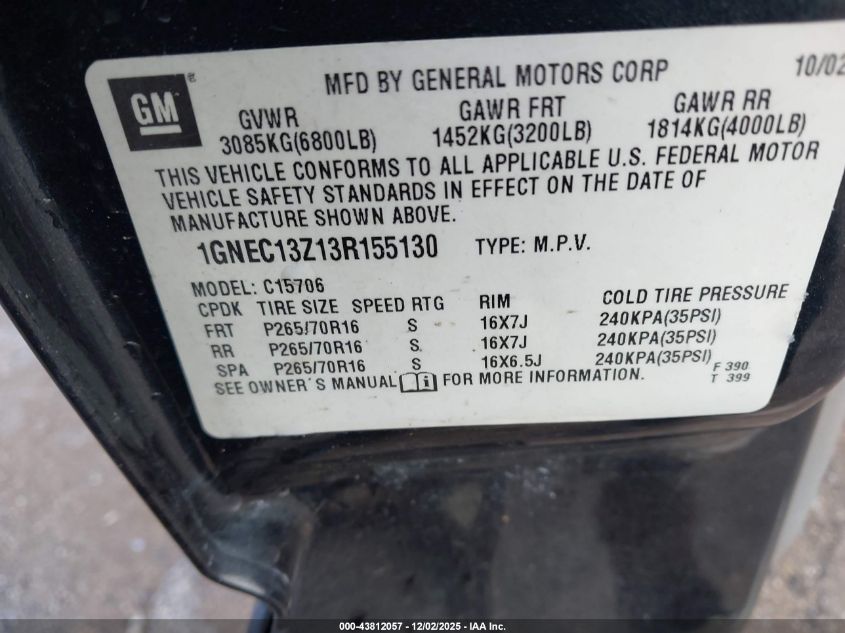 MFD BY GENERAL MOTORS CORP 10/02
GM ®
GVWR GAWR FRT GAWR RR
3085KG(6800LB) 1452KG(3200LB) 1814KG(4000LB)
THIS VEHICLE CONFORMS TO ALL APPLICABLE U.S. FEDERAL MOTOR
VEHICLE SAFETY STANDARDS IN EFFECT ON THE DATE OF
MANUFACTURE SHOWN ABOVE.
1GNEC13Z13R155130 TYPE: M.P.V.
MODEL: C15706
CPDK TIRE SIZE SPEED RTG RIM COLD TIRE PRESSURE
FRT P265/70R16 S 16X7J 240KPA(35PSI)
RR P265/70R16 S 16X7J 240KPA(35PSI)
SPA P265/70R16 S 16X6.5J 240KPA(35PSI)
SEE OWNER'S MANUAL FOR MORE INFORMATION.
F 390
T 399
000-43812057 - 12/02/2025 - IAA Inc.